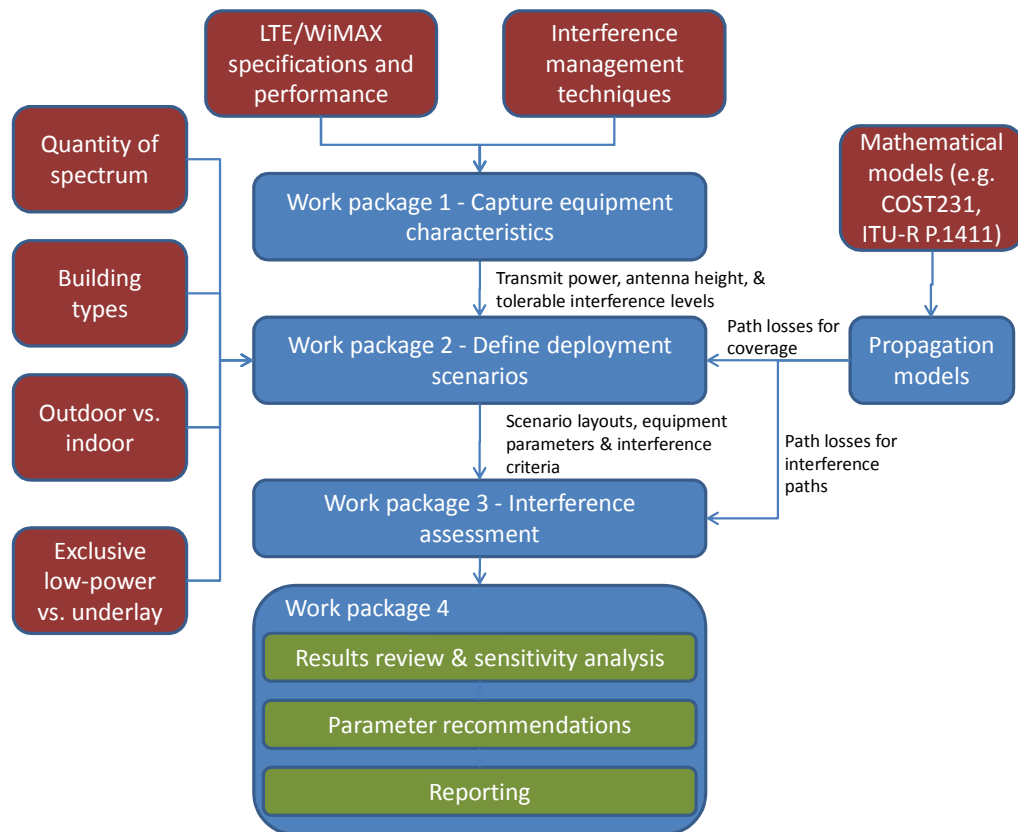 LTE/WiMAX
specifications and
performance
Interference
management
techniques
Quantity of
spectrum
Mathematical
models (e.g.
COST231,
ITU-R P.1411)
Work package 1 - Capture equipment
characteristics
Building
types
Transmit power, antenna height, &
tolerable interference levels
Work package 2 - Define deployment
scenarios
Path losses for
coverage
Propagation
models
Outdoor vs.
indoor
Scenario layouts, equipment
parameters & interference
criteria
Path losses for
interference
paths
Work package 3 - Interference
assessment
Exclusive
low-power
vs. underlay
Work package 4
Results review & sensitivity analysis
Parameter recommendations
Reporting